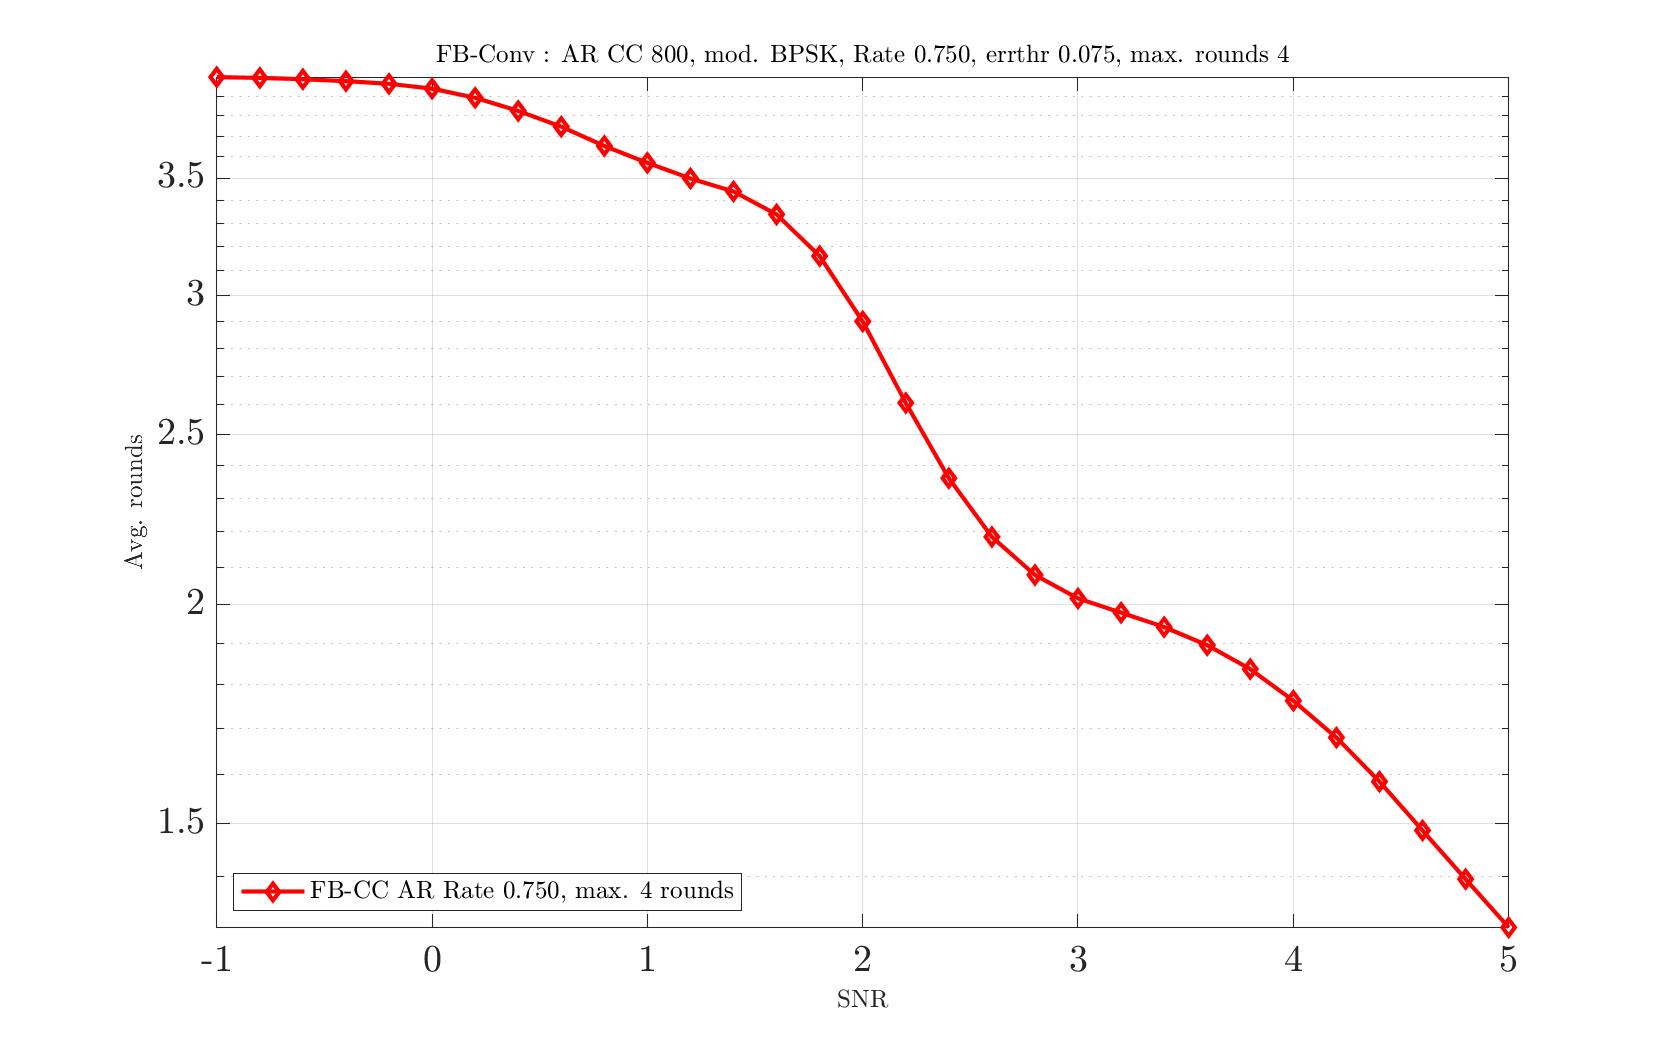 FB-Conv : AR CC 800, mod. BPSK, Rate 0.750, errthr 0.075, max. rounds 4
3.5
3
2.5
2
1.5
Avg. rounds
FB-CC AR Rate 0.750, max. 4 rounds
-1 0 1 2 3 4 5
SNR